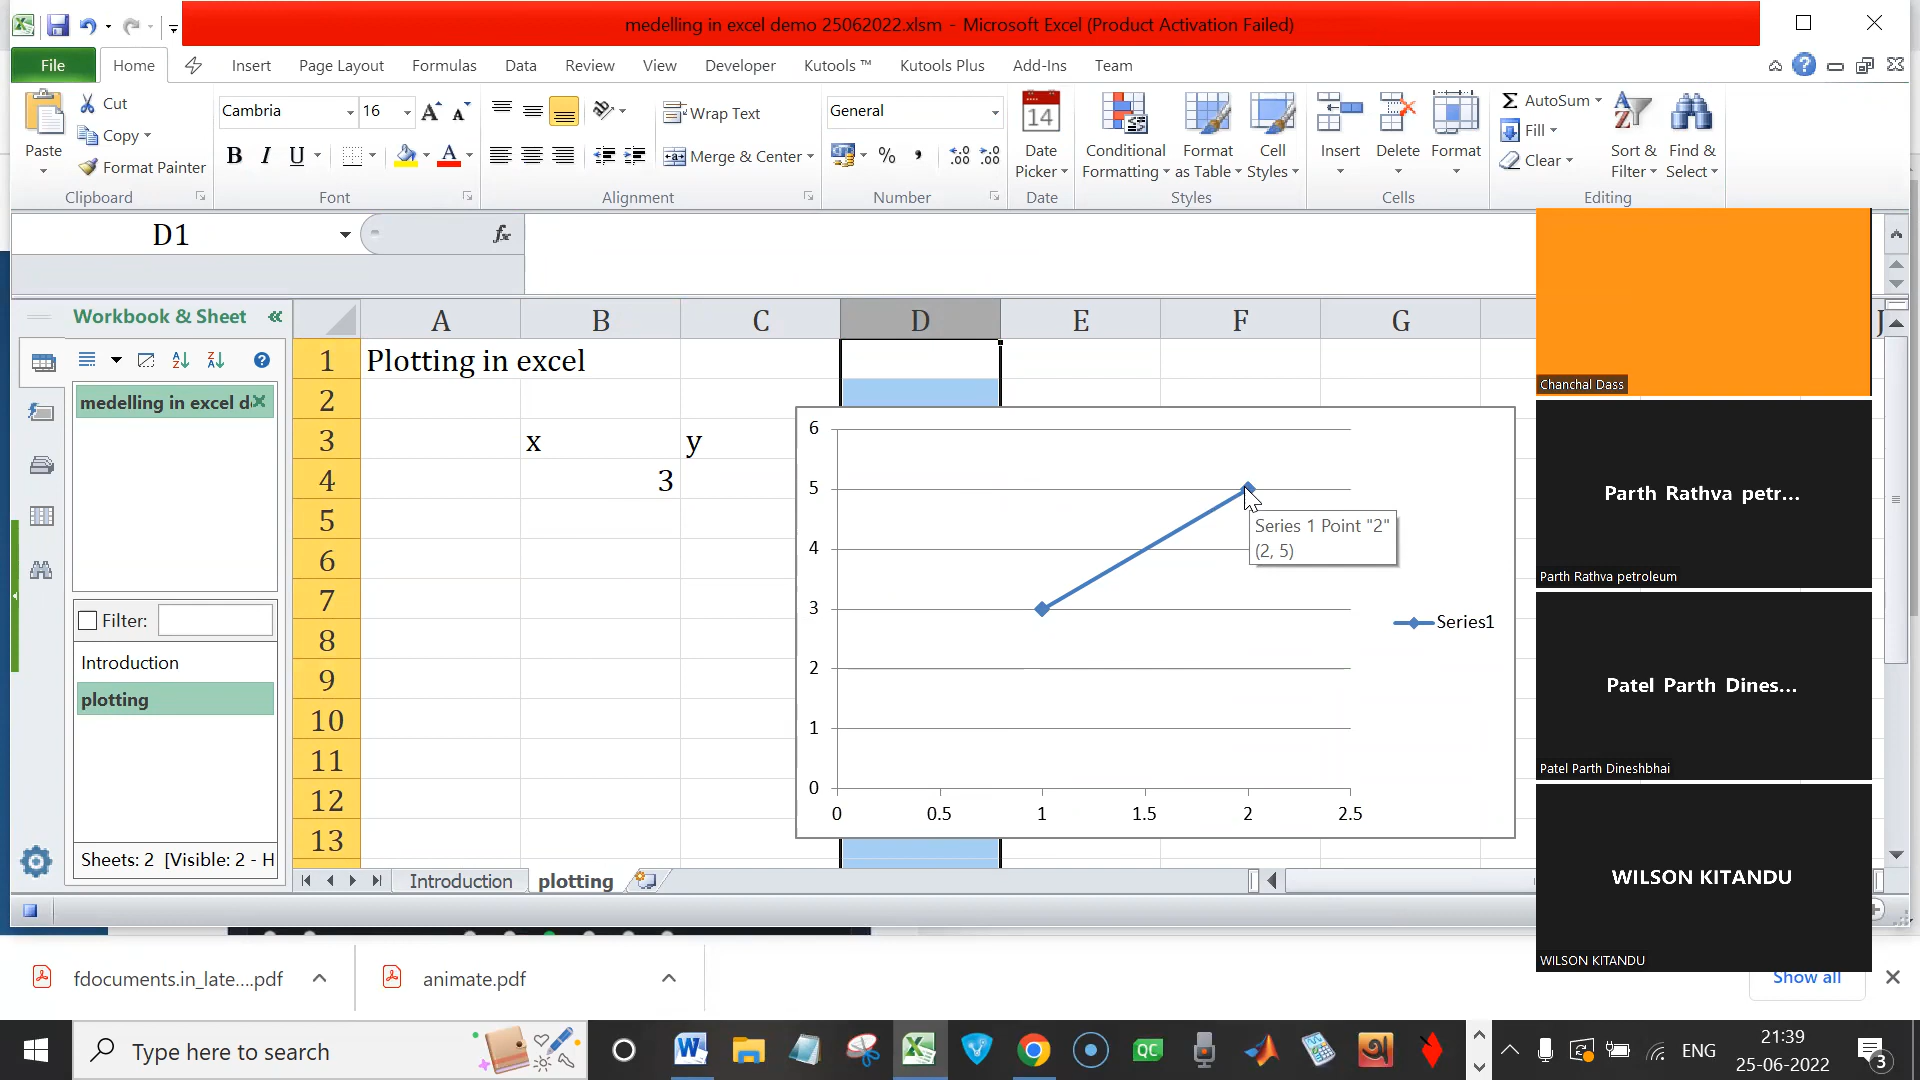 medelling in excel demo 25062022.xlsm - Microsoft Excel (Product Activation Failed)
File Home Insert Page Layout Formulas Data Review View Developer Kutools ™ Kutools Plus Add-Ins Team
Paste
Cut
Copy
Format Painter
Clipboard
Cambria 16
B I U A
Font
Wrap Text
Merge & Center
Alignment
General
%
Number
14
Date Picker
Date
Conditional Formatting
Format as Table
Cell Styles
Styles
Insert Delete Format
Cells
AutoSum
Fill
Clear
Sort & Filter
Find & Select
Editing
D1
fx
Workbook & Sheet
medelling in excel d
Filter:
Introduction
plotting
Sheets: 2 [Visible: 2 - H
A B C D E F G J
1 Plotting in excel
2
3 x y
4 3
5
6
7
8
9
10
11
12
13
6
5
4
3
2
1
0
0 0.5 1 1.5 2 2.5
Series 1 Point "2"
(2, 5)
Series1
Introduction plotting
Chanchal Dass
Parth Rathva petr...
Parth Rathva petroleum
Patel Parth Dines...
Patel Parth Dineshbhai
WILSON KITANDU
WILSON KITANDU
fdocuments.in_late....pdf
animate.pdf
Show all
Type here to search
QC
ENG
21:39
25-06-2022
3